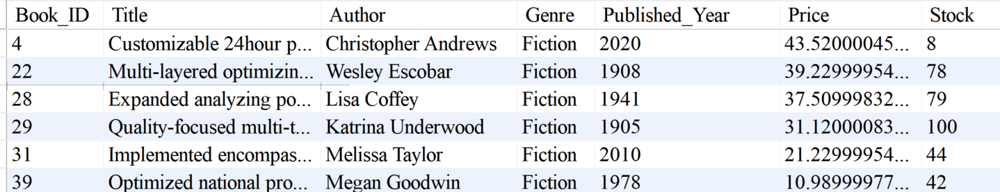 Book_ID Title Author Genre Published_Year Price Stock
4 Customizable 24hour p... Christopher Andrews Fiction 2020 43.52000045... 8
22 Multi-layered optimizin... Wesley Escobar Fiction 1908 39.22999954... 78
28 Expanded analyzing po... Lisa Coffey Fiction 1941 37.50999832... 79
29 Quality-focused multi-t... Katrina Underwood Fiction 1905 31.12000083... 100
31 Implemented encompas... Melissa Taylor Fiction 2010 21.22999954... 44
39 Optimized national pro... Megan Goodwin Fiction 1978 10.98999977... 42